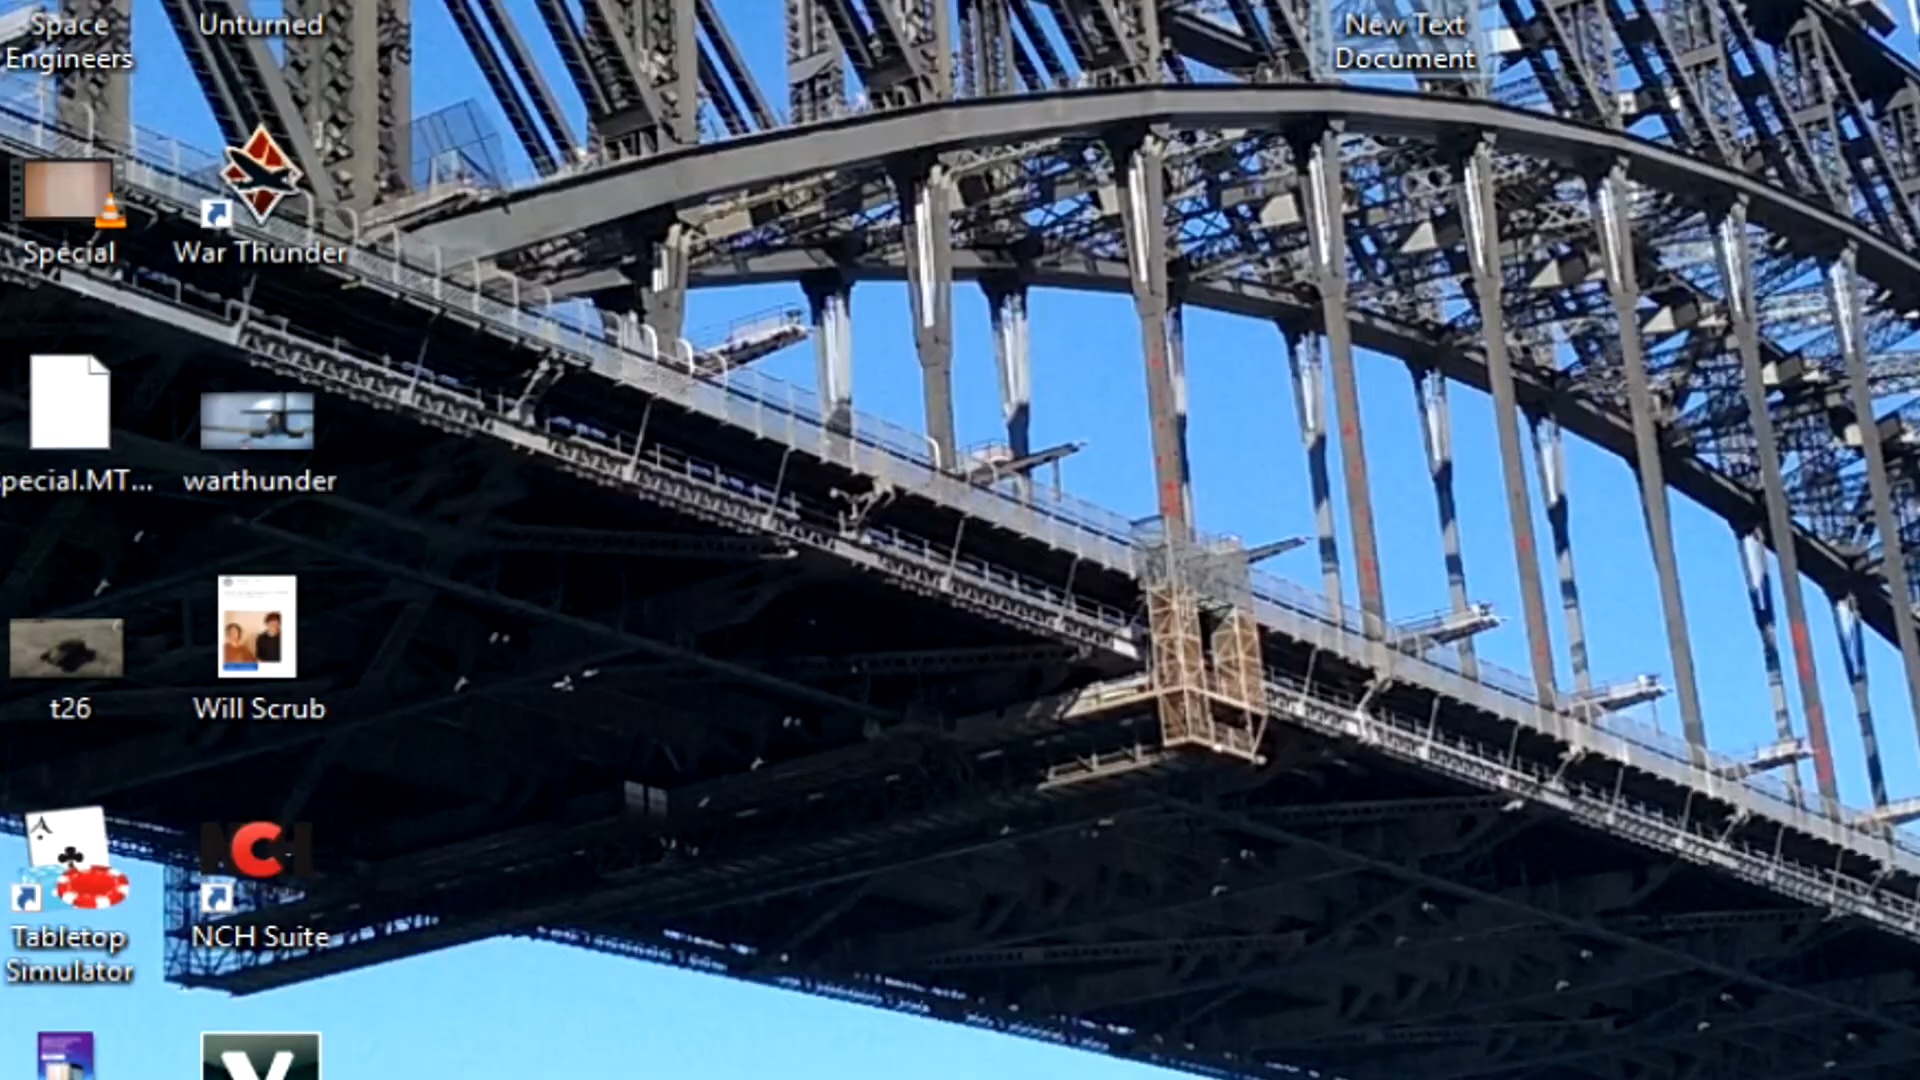 Space
Engineers
Unturned
New Text
Document
Special
War Thunder
pecial.MT...
warthunder
t26
Will Scrub
NCH
Tabletop
Simulator
NCH Suite